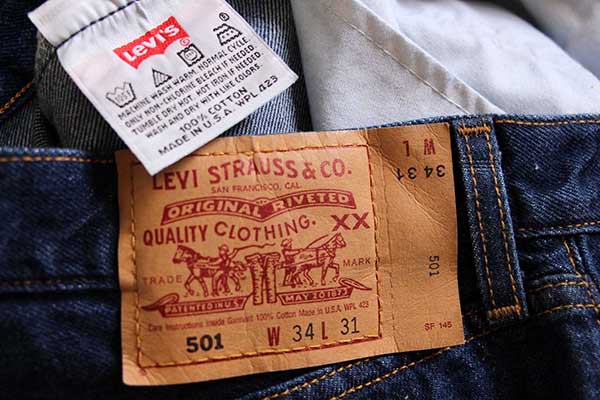 Levi's
MACHINE WASH WARM. NORMAL CYCLE.
ONLY NON-CHLORINE BLEACH IF NEEDED.
TUMBLE DRY HOT. HOT IRON IF NEEDED.
WASH AND DRY WITH LIKE COLORS.
100% COTTON
MADE IN U.S.A. WPL 423
LEVI STRAUSS & CO.
SAN FRANCISCO, CAL.
ORIGINAL RIVETED
QUALITY CLOTHING. XX
TRADE MARK
PATENTED IN U.S. MAY 20 1873
Care Instructions Inside Garment 100% Cotton Made in U.S.A. WPL 423
501 W 34 L 31
W L
34 31
501
SF 145